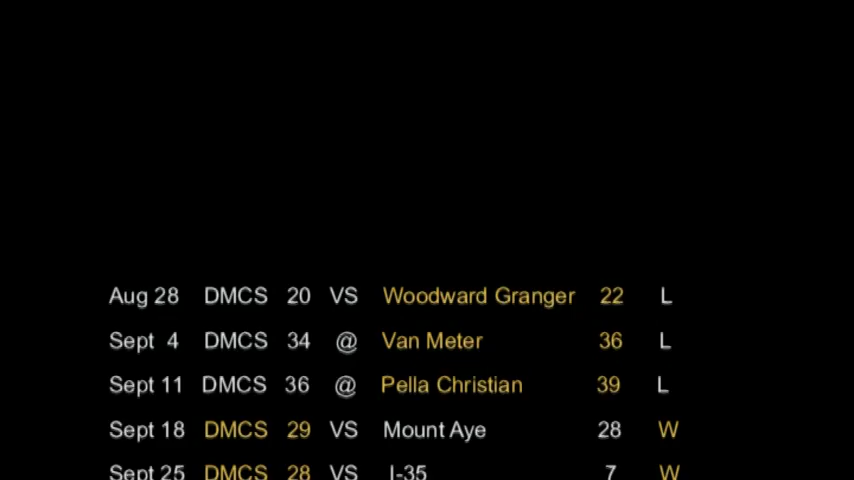 Aug 28 DMCS 20 VS Woodward Granger 22 L
Sept 4 DMCS 34 @ Van Meter 36 L
Sept 11 DMCS 36 @ Pella Christian 39 L
Sept 18 DMCS 29 VS Mount Aye 28 W
Sept 25 DMCS 28 VS I-35 7 W